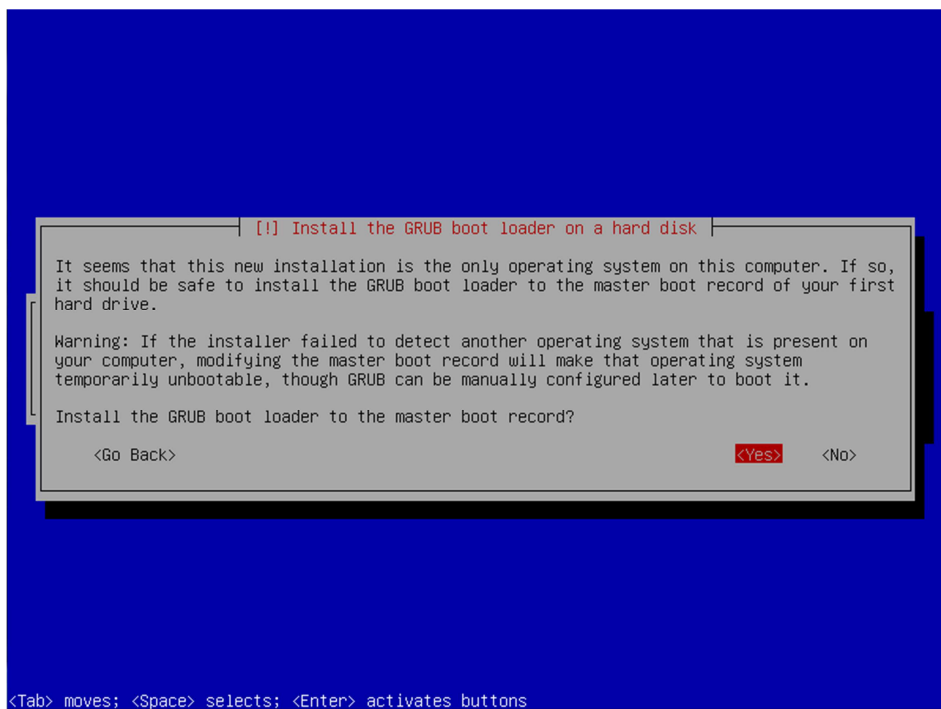 [!] Install the GRUB boot loader on a hard disk
It seems that this new installation is the only operating system on this computer. If so,
it should be safe to install the GRUB boot loader to the master boot record of your first
hard drive.
Warning: If the installer failed to detect another operating system that is present on
your computer, modifying the master boot record will make that operating system
temporarily unbootable, though GRUB can be manually configured later to boot it.
Install the GRUB boot loader to the master boot record?
<Go Back> <Yes> <No>
<Tab> moves; <Space> selects; <Enter> activates buttons